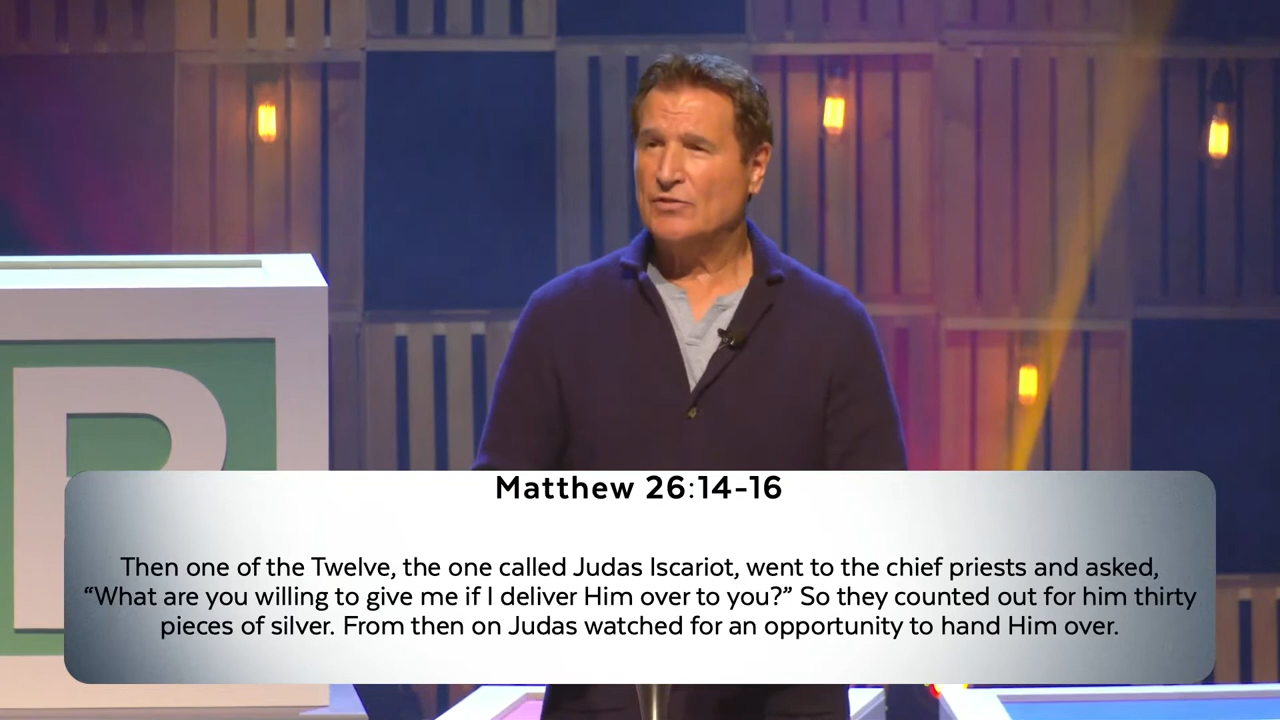 R
Matthew 26:14-16
Then one of the Twelve, the one called Judas Iscariot, went to the chief priests and asked,
“What are you willing to give me if I deliver Him over to you?” So they counted out for him thirty
pieces of silver. From then on Judas watched for an opportunity to hand Him over.